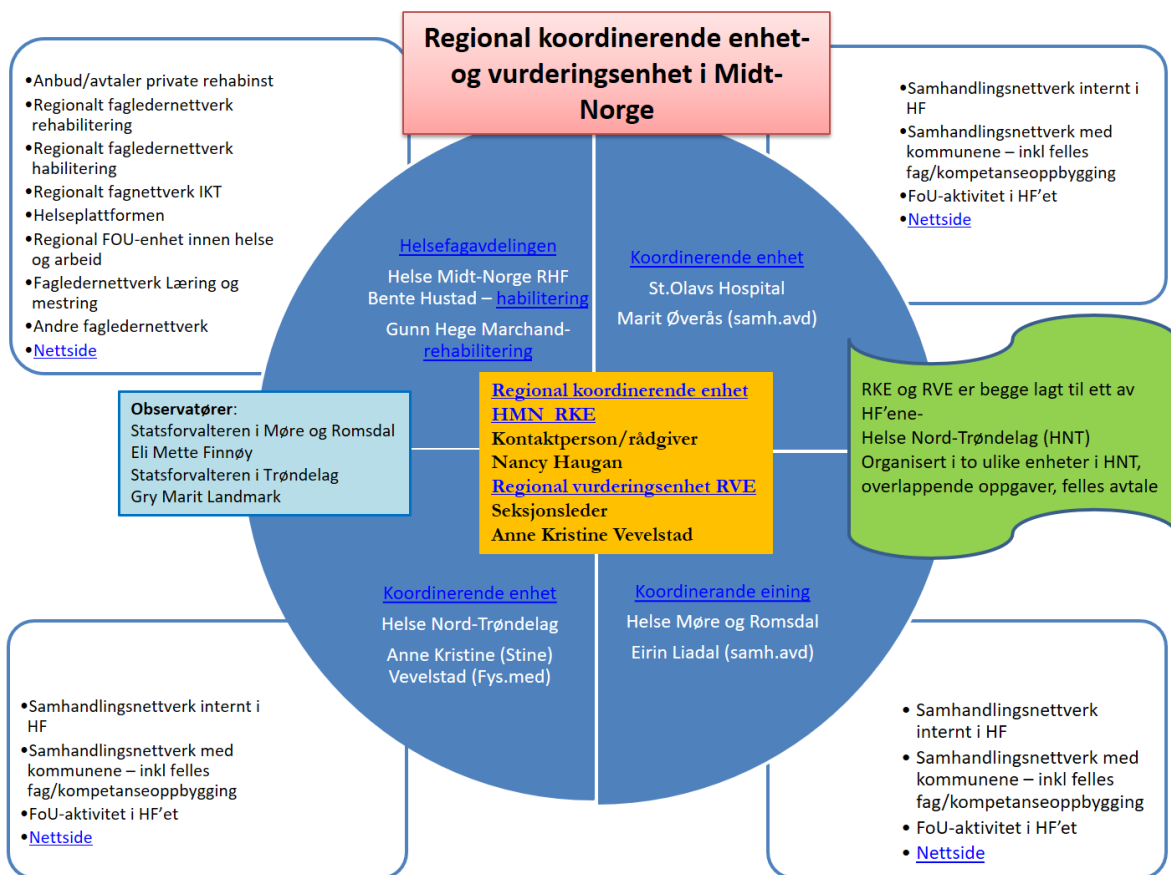 Regional koordinerende enhet-
og vurderingsenhet i Midt-
Norge
•Anbud/avtaler private rehabinst
•Regionalt fagledernettverk
rehabilitering
•Regionalt fagledernettverk
habilitering
•Regionalt fagnettverk IKT
•Helseplattformen
•Regional FOU-enhet innen helse
og arbeid
•Fagledernettverk Læring og
mestring
•Andre fagledernettverk
•Nettside
•Samhandlingsnettverk internt i
HF
•Samhandlingsnettverk med
kommunene – inkl felles
fag/kompetanseoppbygging
•FoU-aktivitet i HF'et
•Nettside
Helsefagavdelingen
Helse Midt-Norge RHF
Bente Hustad – habilitering
Gunn Hege Marchand-
rehabilitering
Koordinerende enhet
St.Olavs Hospital
Marit Øverås (samh.avd)
Observatører:
Statsforvalteren i Møre og Romsdal
Eli Mette Finnøy
Statsforvalteren i Trøndelag
Gry Marit Landmark
Regional koordinerende enhet
HMN RKE
Kontaktperson/rådgiver
Nancy Haugan
Regional vurderingsenhet RVE
Seksjonsleder
Anne Kristine Vevelstad
RKE og RVE er begge lagt til ett av
HF'ene-
Helse Nord-Trøndelag (HNT)
Organisert i to ulike enheter i HNT,
overlappende oppgaver, felles avtale
Koordinerende enhet
Helse Nord-Trøndelag
Anne Kristine (Stine)
Vevelstad (Fys.med)
Koordinerande eining
Helse Møre og Romsdal
Eirin Liadal (samh.avd)
•Samhandlingsnettverk internt i
HF
•Samhandlingsnettverk med
kommunene – inkl felles
fag/kompetanseoppbygging
•FoU-aktivitet i HF'et
•Nettside
• Samhandlingsnettverk
internt i HF
• Samhandlingsnettverk med
kommunene – inkl felles
fag/kompetanseoppbygging
• FoU-aktivitet i HF'et
• Nettside